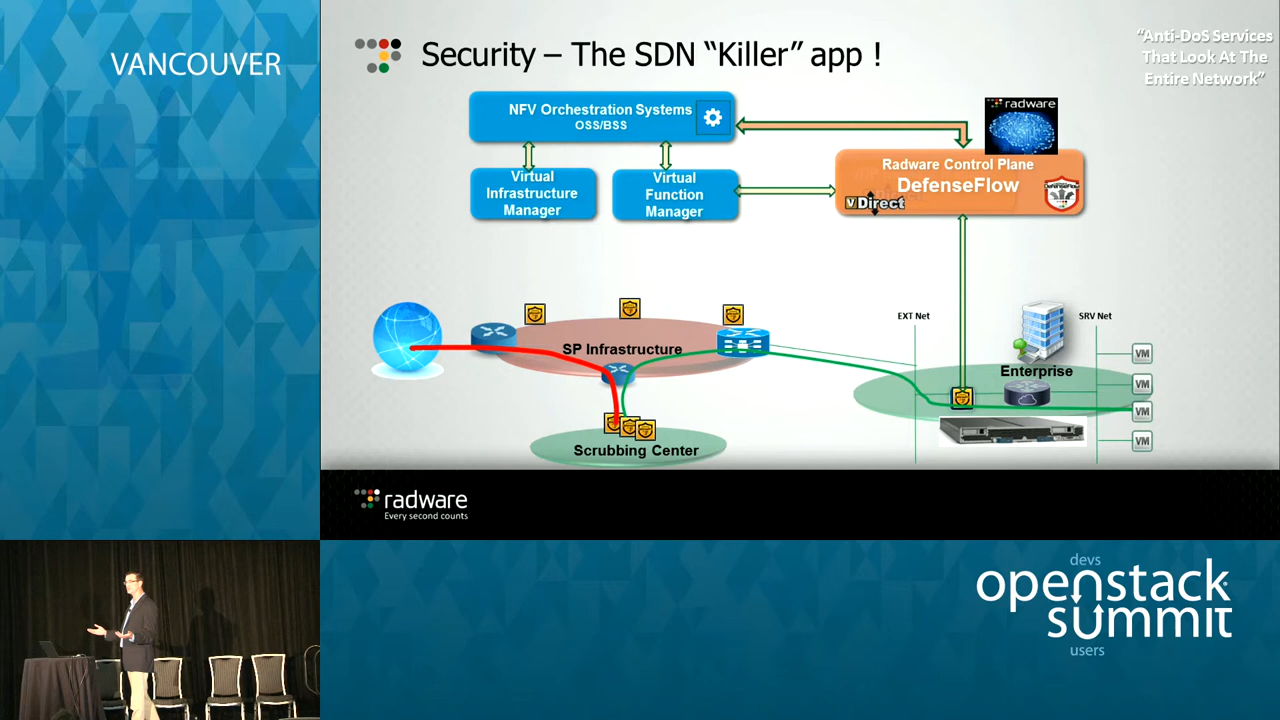 VANCOUVER
Security – The SDN “Killer” app !
“Anti-DoS Services
That Look At The
Entire Network”
NFV Orchestration Systems
OSS/BSS
radware
Virtual
Infrastructure
Manager
Virtual
Function
Manager
Radware Control Plane
DefenseFlow
vDirect
DefenseFlow
EXT Net
SRV Net
SP Infrastructure
Enterprise
VM
VM
VM
VM
Scrubbing Center
radware
Every second counts
devs
openstack
summit
users